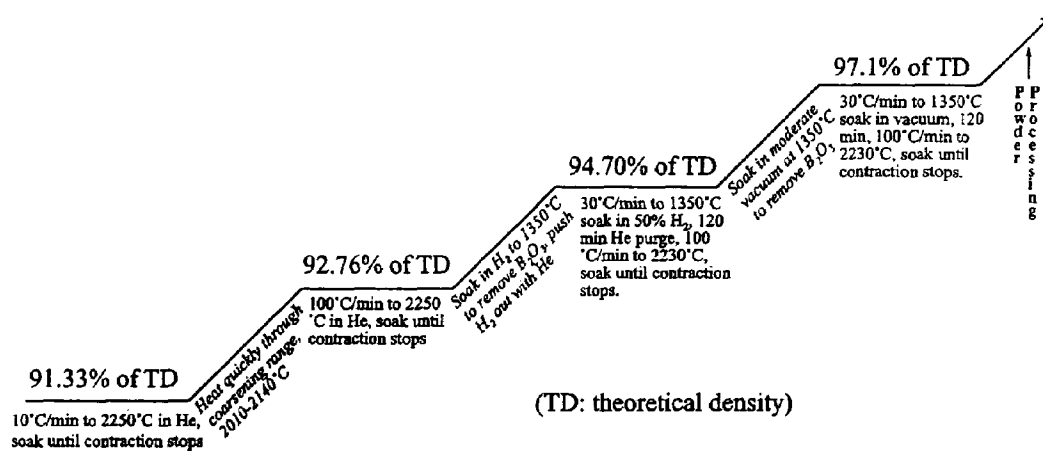 91.33% of TD
10°C/min to 2250°C in He,
soak until contraction stops
Heat quickly through
coarsening range,
2010-2140°C
92.76% of TD
100°C/min to 2250
°C in He, soak until
contraction stops
Soak in H₂ to 1350°C
to remove B₂O₃, push
H₂ out with He
94.70% of TD
30°C/min to 1350°C
soak in 50% H₂, 120
min He purge, 100
°C/min to 2230°C,
soak until contraction
stops.
Soak in moderate
vacuum at 1350°C
to remove B₂O₃
97.1% of TD
30°C/min to 1350°C
soak in vacuum, 120
min, 100°C/min to
2230°C, soak until
contraction stops.
Powder
Processing
(TD: theoretical density)